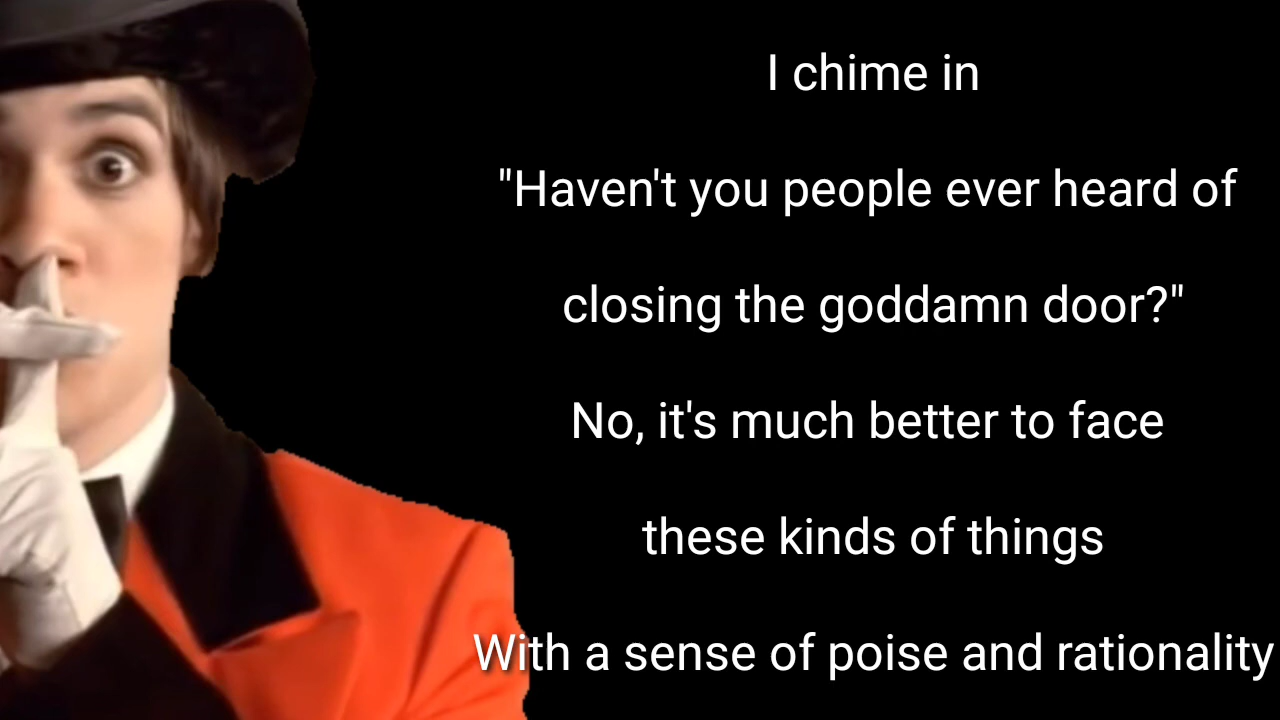 I chime in
"Haven't you people ever heard of
closing the goddamn door?"
No, it's much better to face
these kinds of things
With a sense of poise and rationality